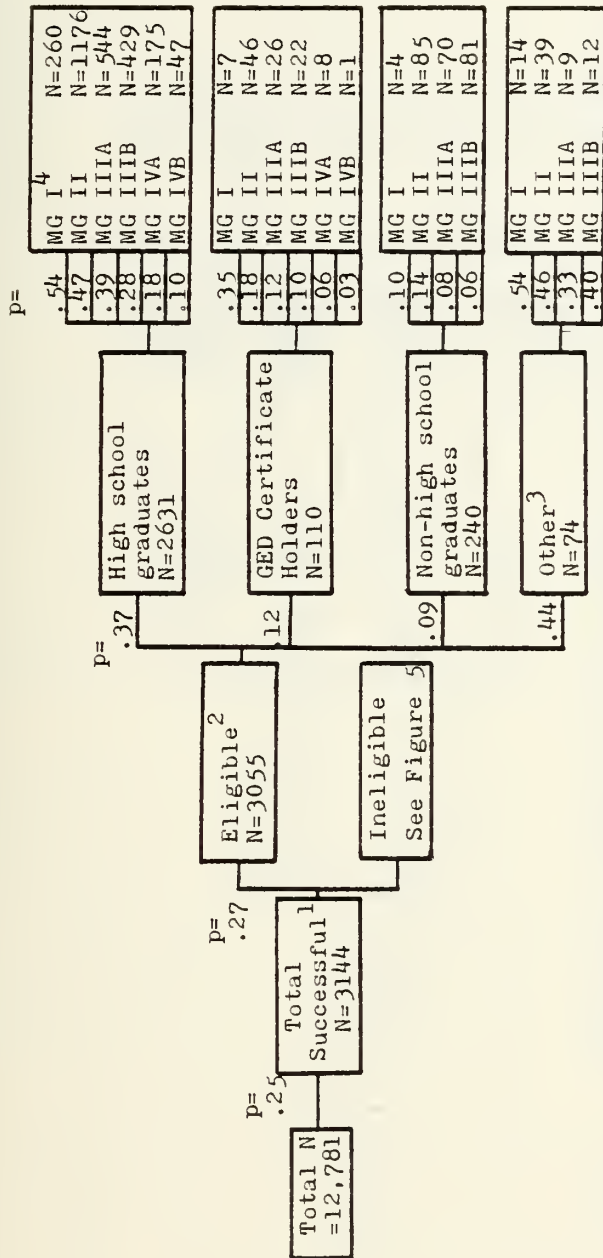 Total N
=12,781
p=
.25
Total
Successful1
N=3144
p=
.27
Eligible2
N=3055
Ineligible
See Figure 5
p=
.37
High school
graduates
N=2631
.12
GED Certificate
Holders
N=110
.09
Non-high school
graduates
N=240
.44
Other3
N=74
p=
.54 MG I4 N=260
.47 MG II N=1176
.39 MG IIIA N=544
.28 MG IIIB N=429
.18 MG IVA N=175
.10 MG IVB N=47
.35 MG I N=7
.18 MG II N=46
.12 MG IIIA N=26
.10 MG IIIB N=22
.06 MG IVA N=8
.03 MG IVB N=1
.10 MG I N=4
.14 MG II N=85
.08 MG IIIA N=70
.06 MG IIIB N=81
.54 MG I N=14
.46 MG II N=39
.33 MG IIIA N=9
.40 MG IIIB N=12